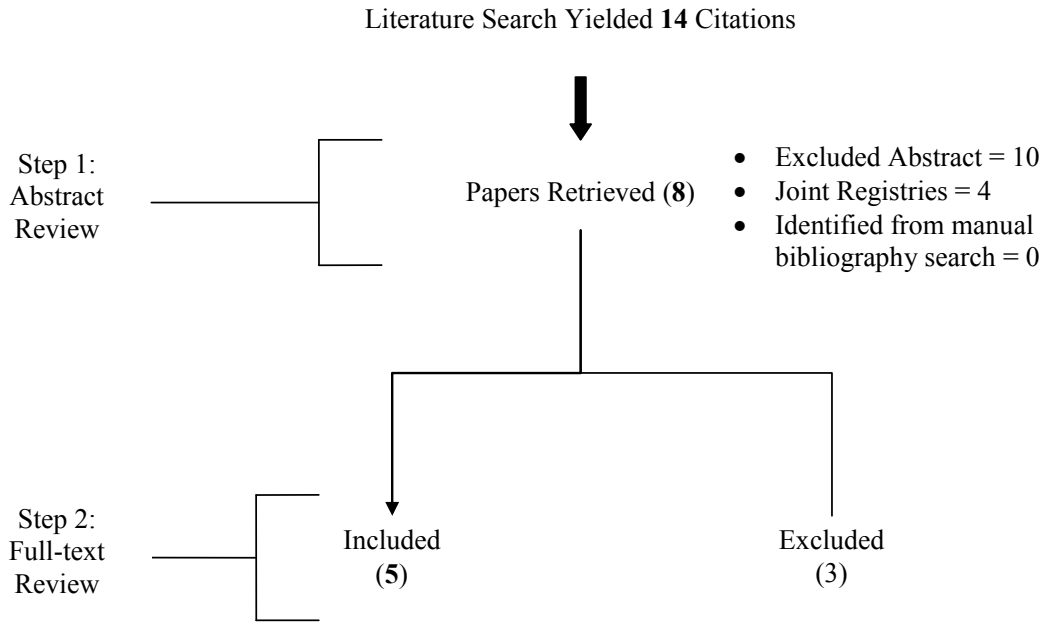 Literature Search Yielded 14 Citations
Step 1:
Abstract
Review
Papers Retrieved (8)
• Excluded Abstract = 10
• Joint Registries = 4
• Identified from manual
bibliography search = 0
Step 2:
Full-text
Review
Included
(5)
Excluded
(3)